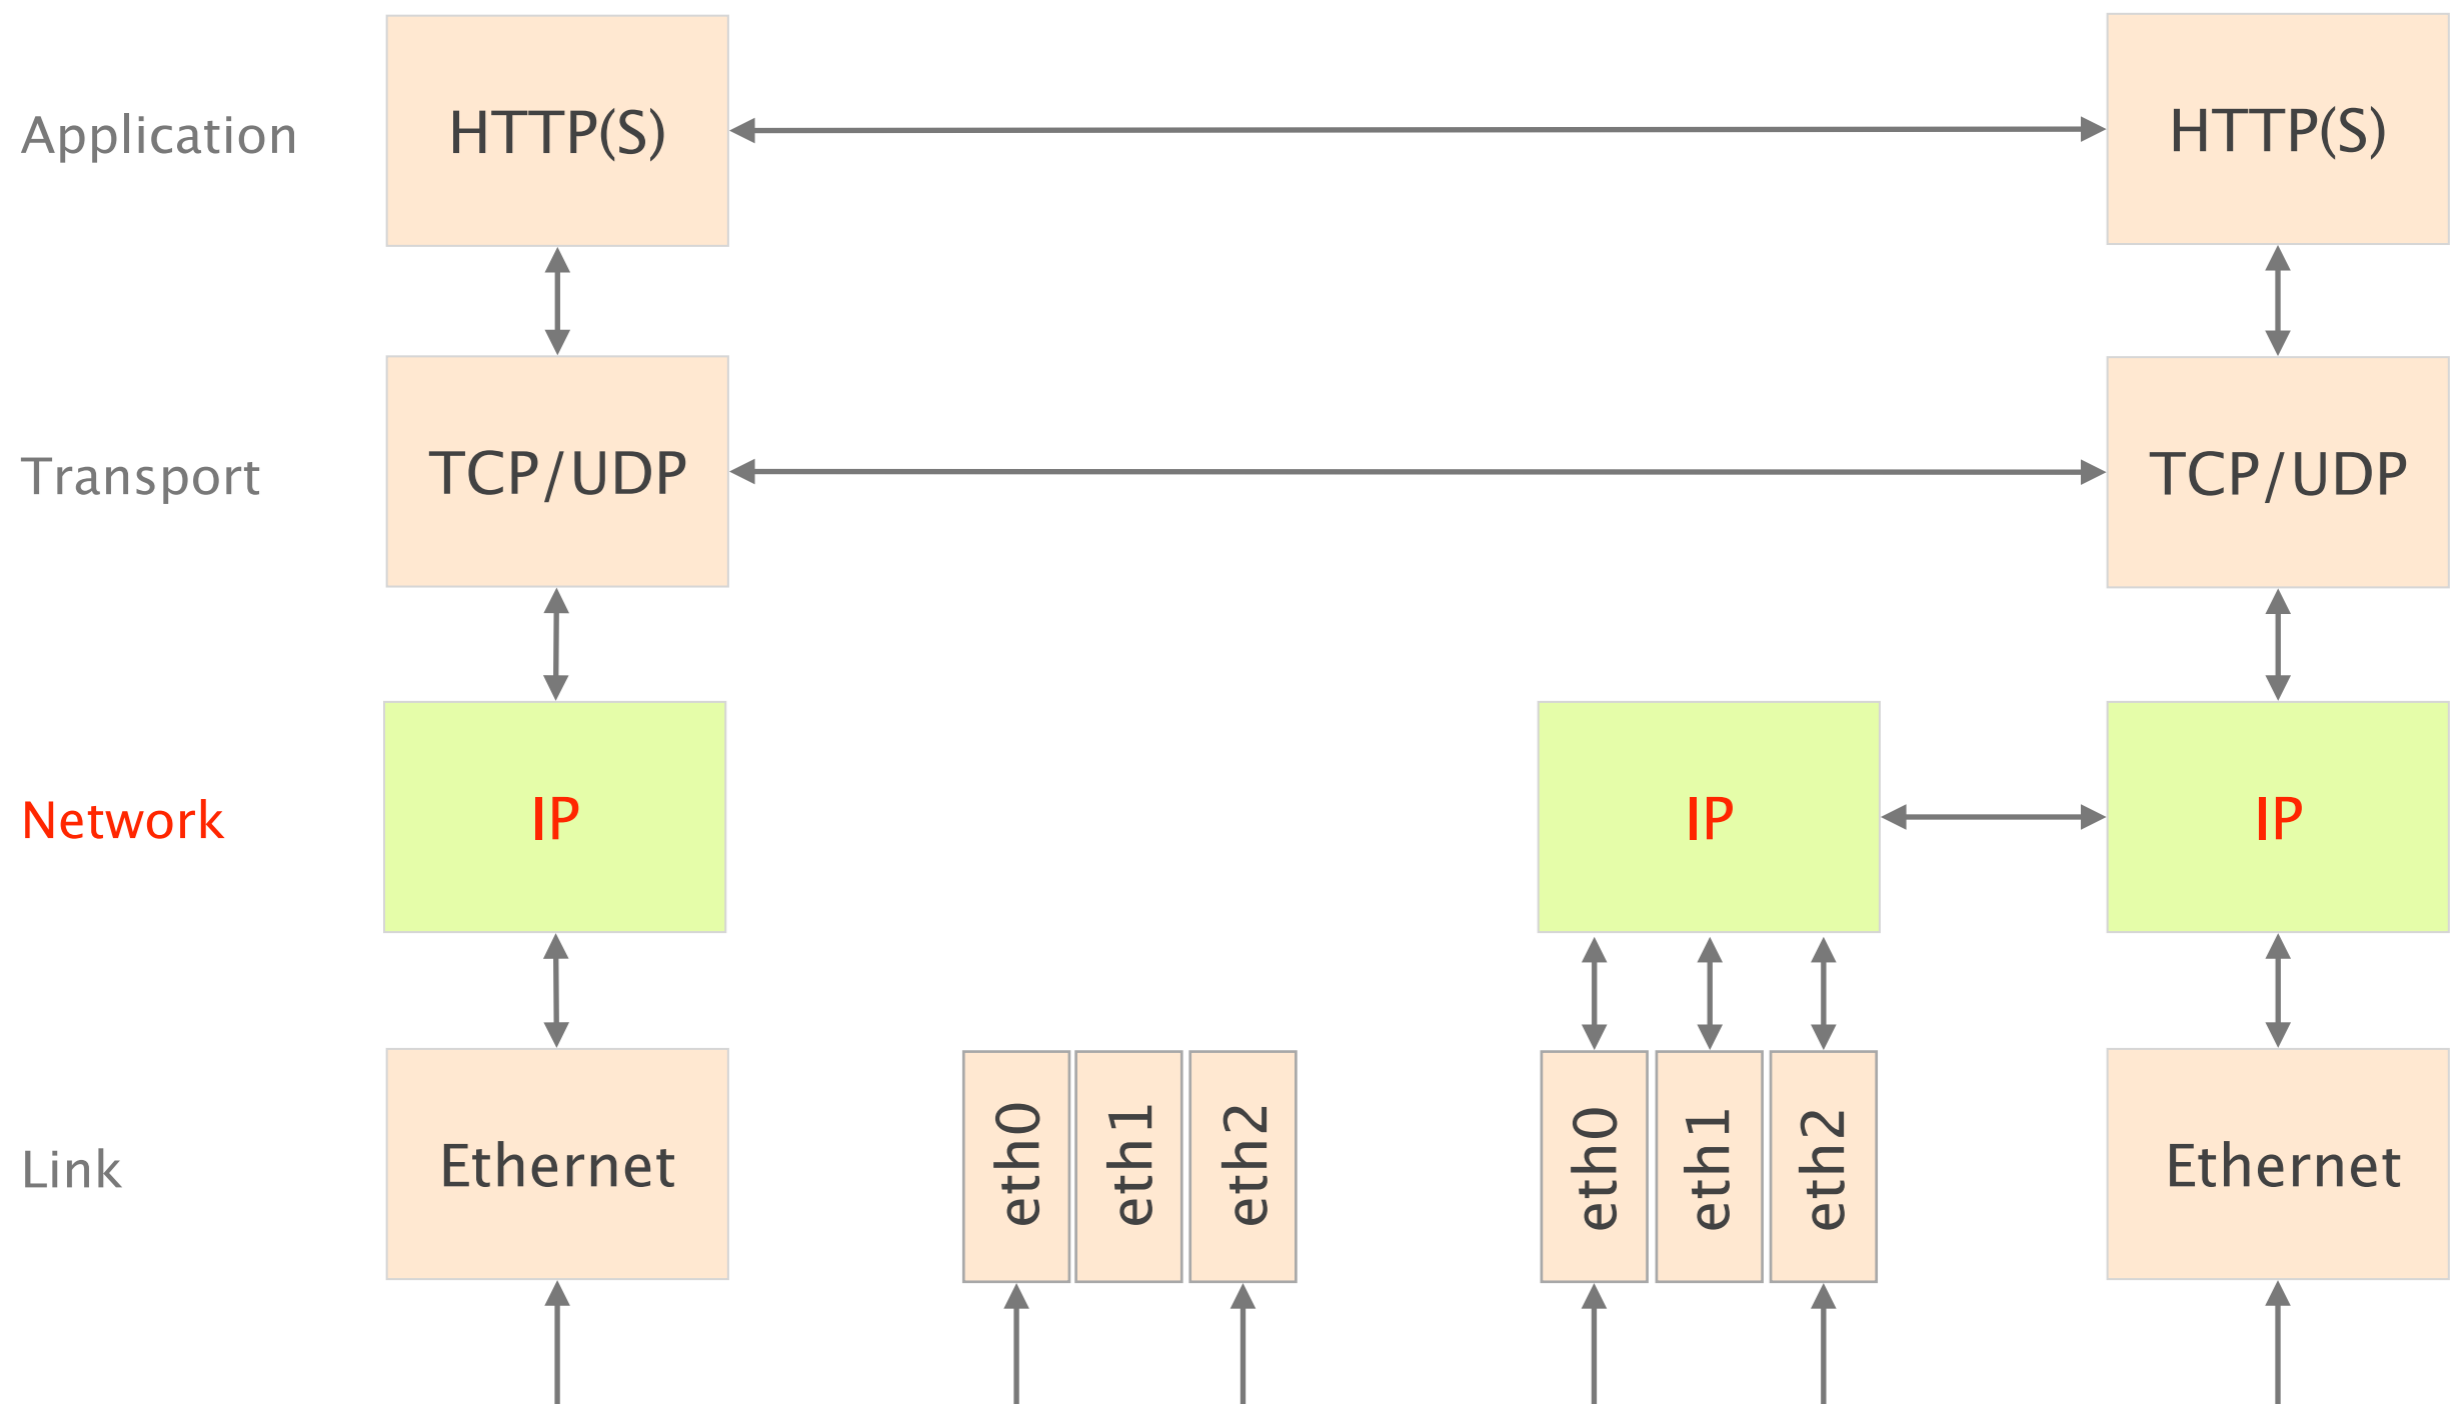 Application
HTTP(S)
HTTP(S)
Transport
TCP/UDP
TCP/UDP
Network
IP
IP
IP
Link
Ethernet
eth0
eth1
eth2
eth0
eth1
eth2
Ethernet